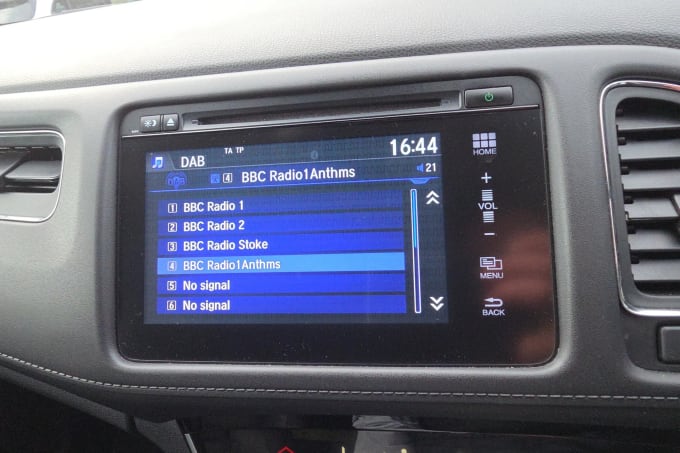 TA TP
16:44
DAB
4 BBC Radio1Anthms
21
1 BBC Radio 1
2 BBC Radio 2
3 BBC Radio Stoke
4 BBC Radio1Anthms
5 No signal
6 No signal
HOME
+
VOL
−
MENU
BACK